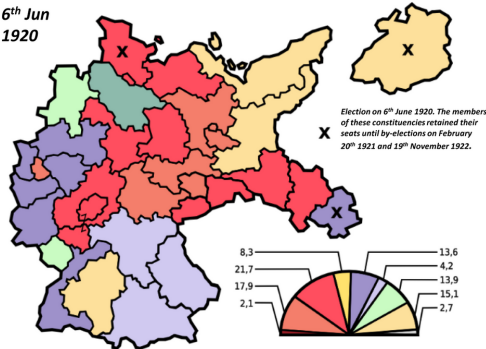 6th Jun
1920
X
X
Election on 6th June 1920. The members
of these constituencies retained their
X seats until by-elections on February
20th 1921 and 19th November 1922.
X
8,3
21,7
17,9
2,1
13,6
4,2
13,9
15,1
2,7